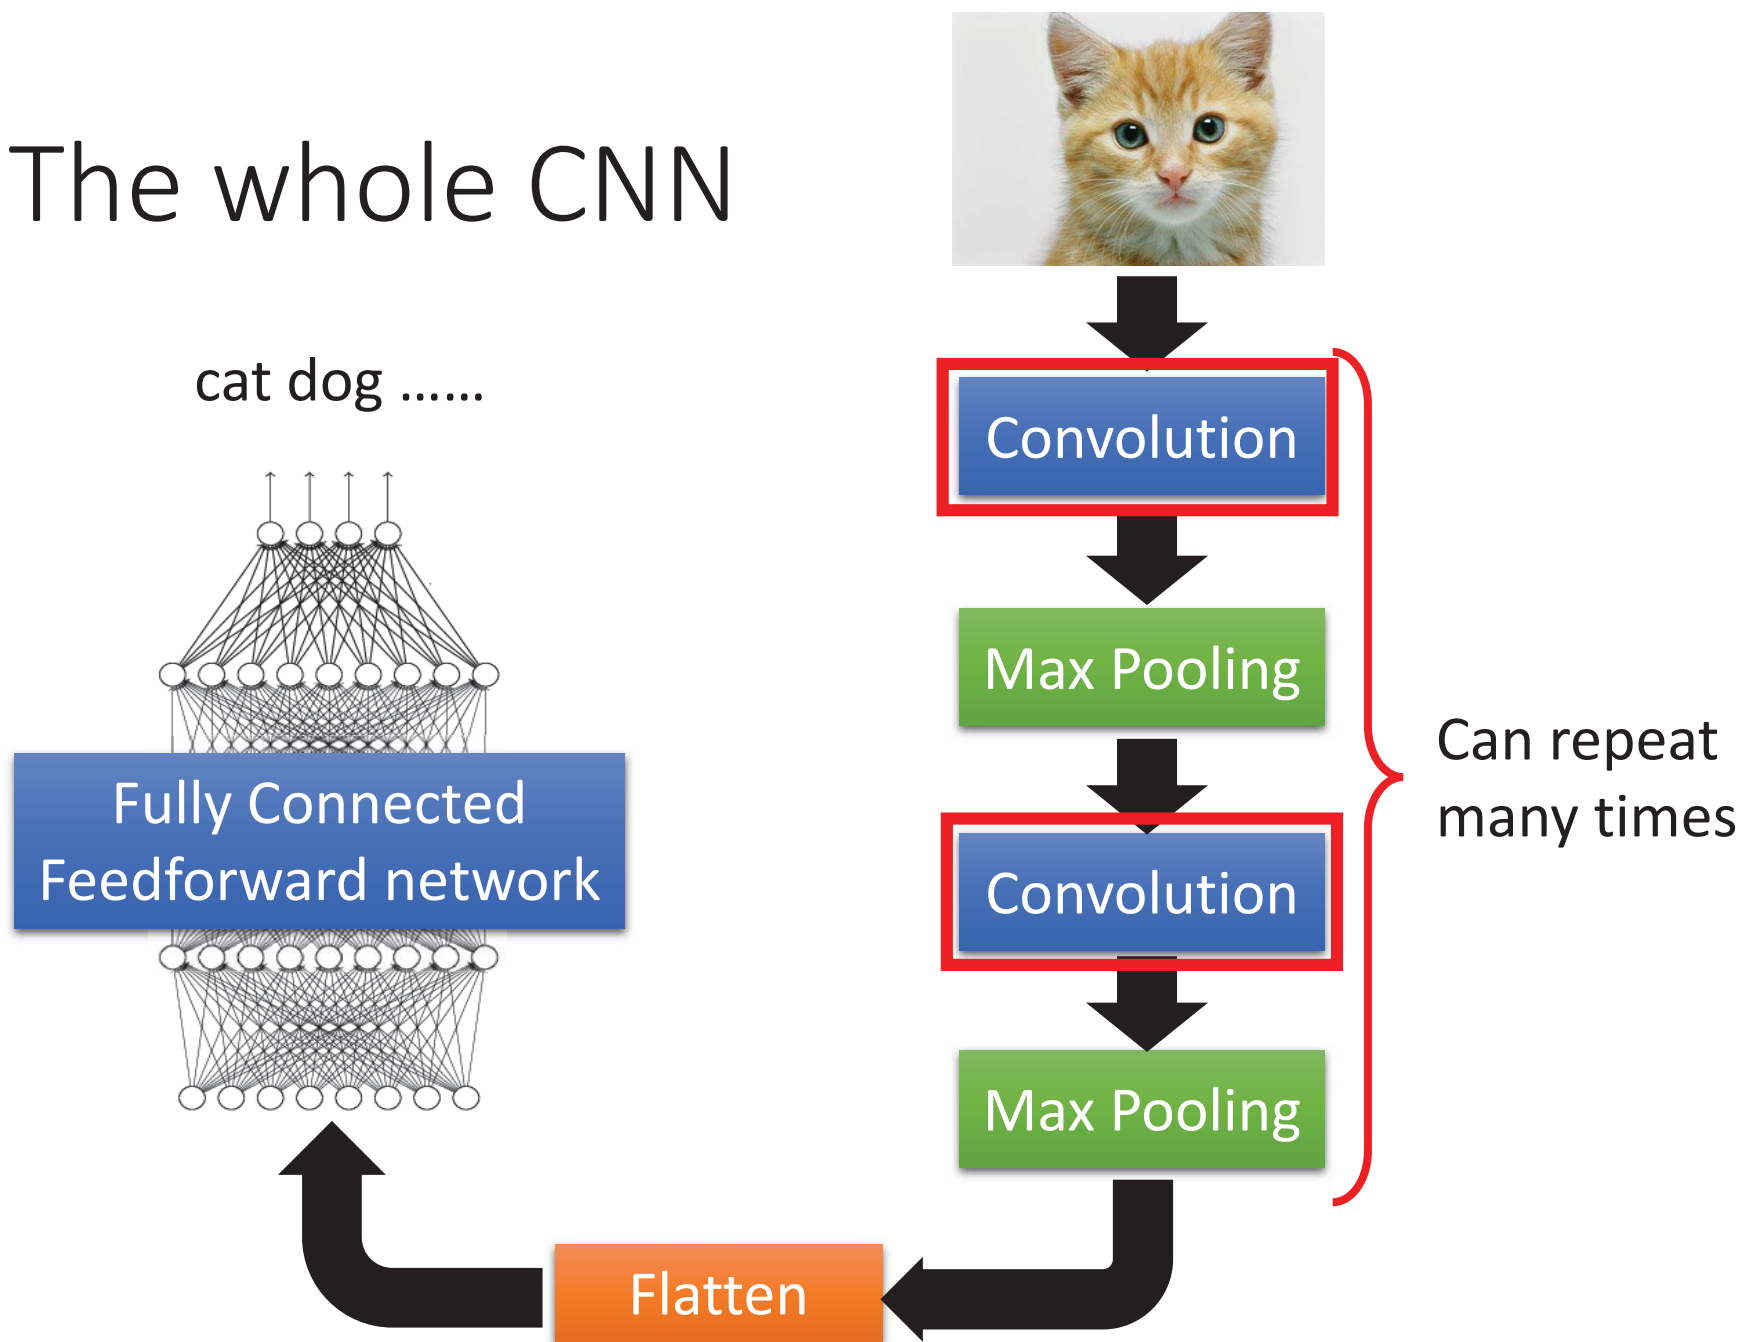 The whole CNN
cat dog ......
Convolution
Max Pooling
Convolution
Max Pooling
Can repeat
many times
Flatten
Fully Connected
Feedforward network